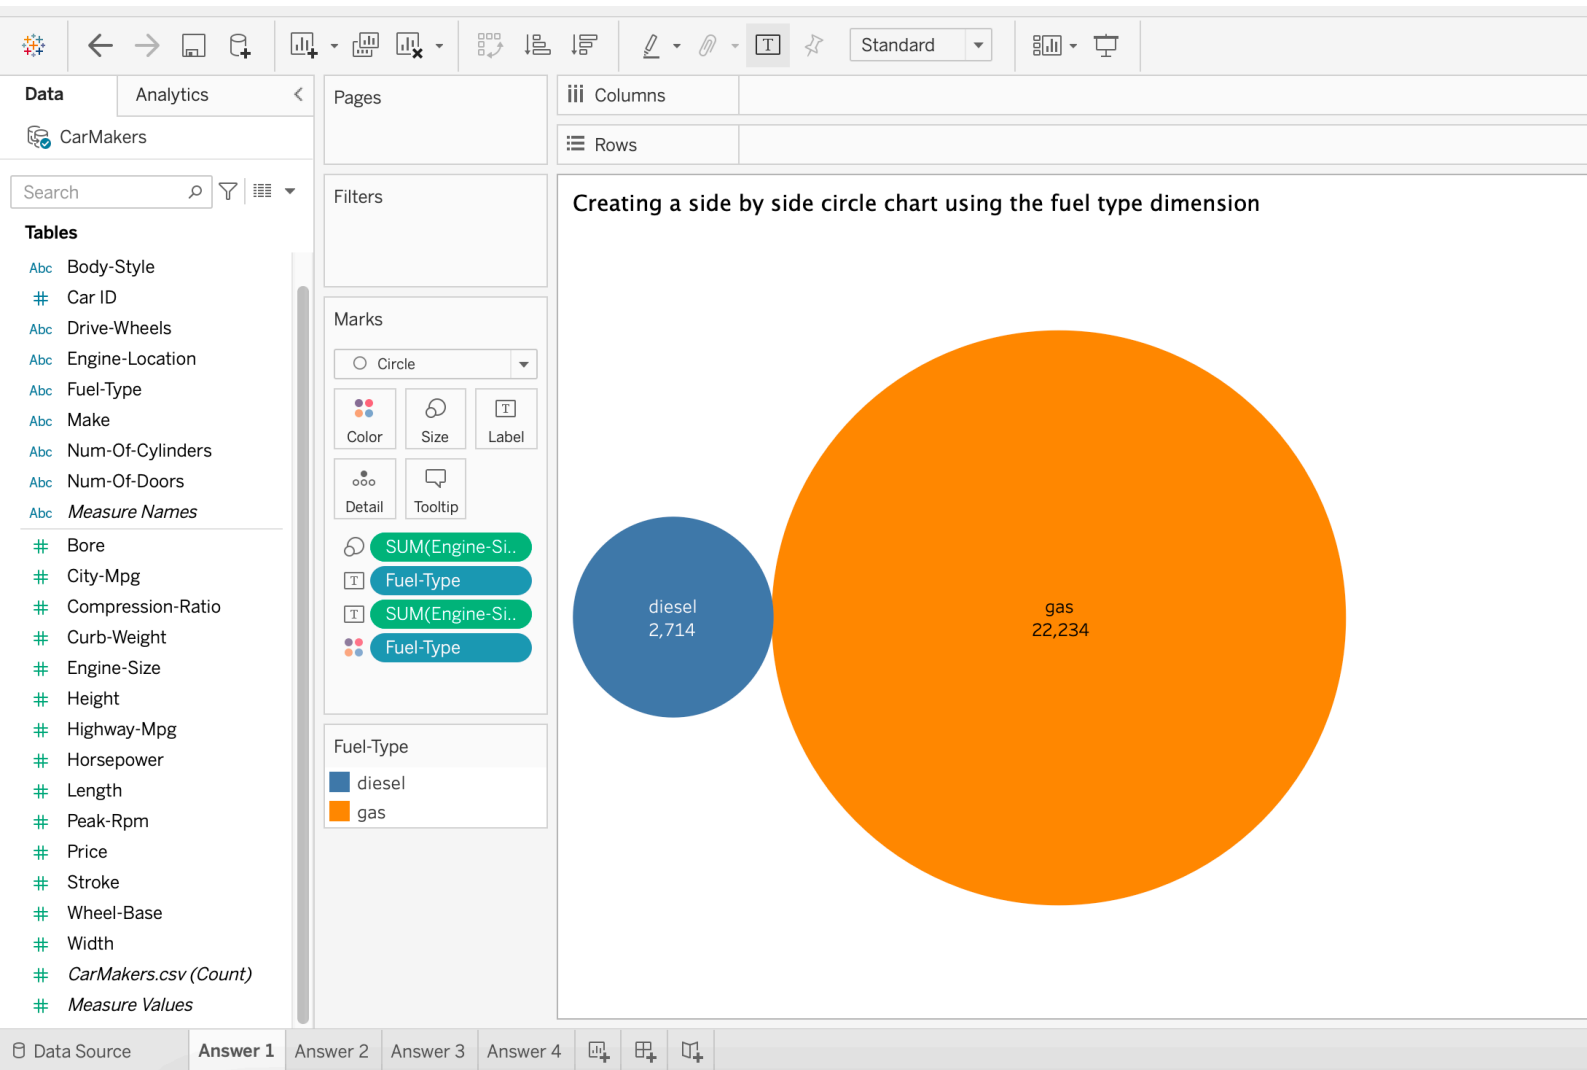 Standard
Data
Analytics
CarMakers
Search
Tables
Abc Body-Style
# Car ID
Abc Drive-Wheels
Abc Engine-Location
Abc Fuel-Type
Abc Make
Abc Num-Of-Cylinders
Abc Num-Of-Doors
Abc Measure Names
# Bore
# City-Mpg
# Compression-Ratio
# Curb-Weight
# Engine-Size
# Height
# Highway-Mpg
# Horsepower
# Length
# Peak-Rpm
# Price
# Stroke
# Wheel-Base
# Width
# CarMakers.csv (Count)
# Measure Values
Pages
Filters
Marks
Circle
Color
Size
T
Label
Detail
Tooltip
SUM(Engine-Si..
T Fuel-Type
T SUM(Engine-Si..
Fuel-Type
Fuel-Type
diesel
gas
Columns
Rows
Creating a side by side circle chart using the fuel type dimension
diesel
2,714
gas
22,234
Data Source
Answer 1
Answer 2
Answer 3
Answer 4